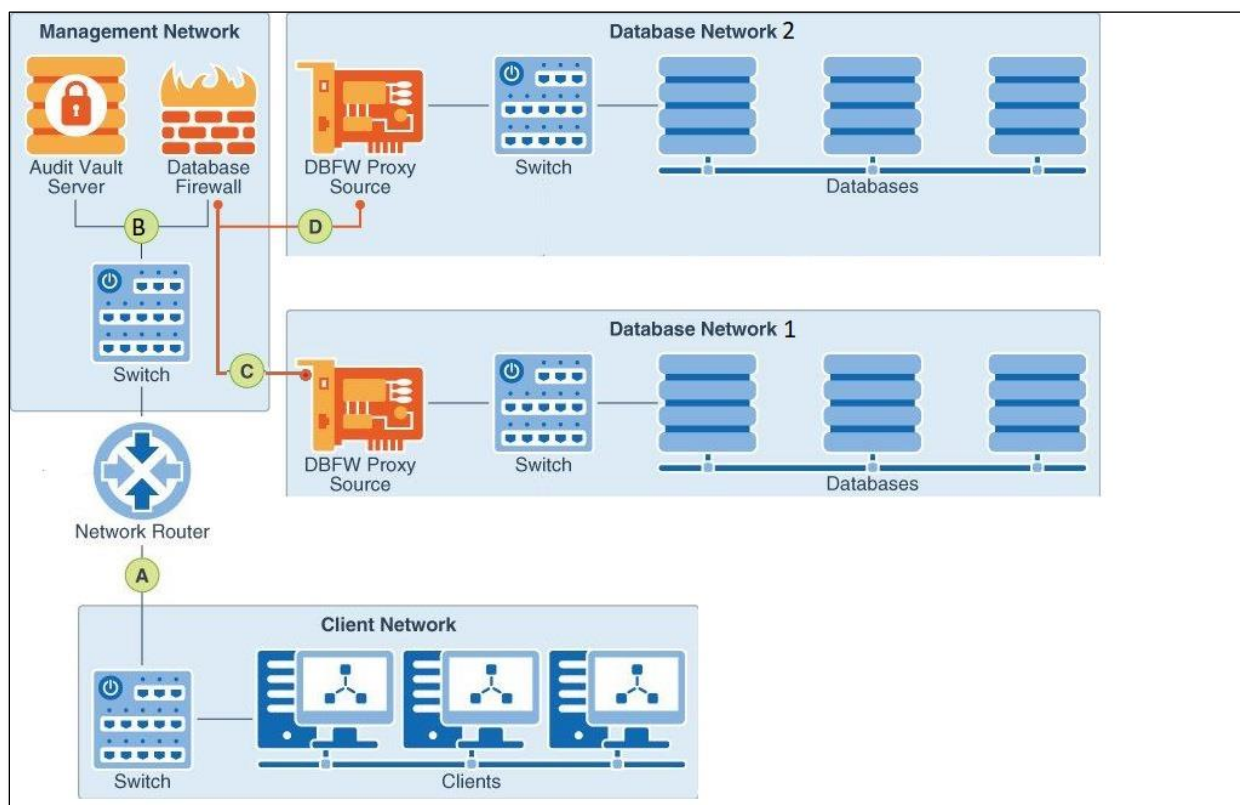 Management Network
Audit Vault
Server
Database
Firewall
B
Switch
Network Router
A
Database Network 2
DBFW Proxy
Source
Switch
Databases
D
Database Network 1
C
DBFW Proxy
Source
Switch
Databases
Client Network
Switch
Clients